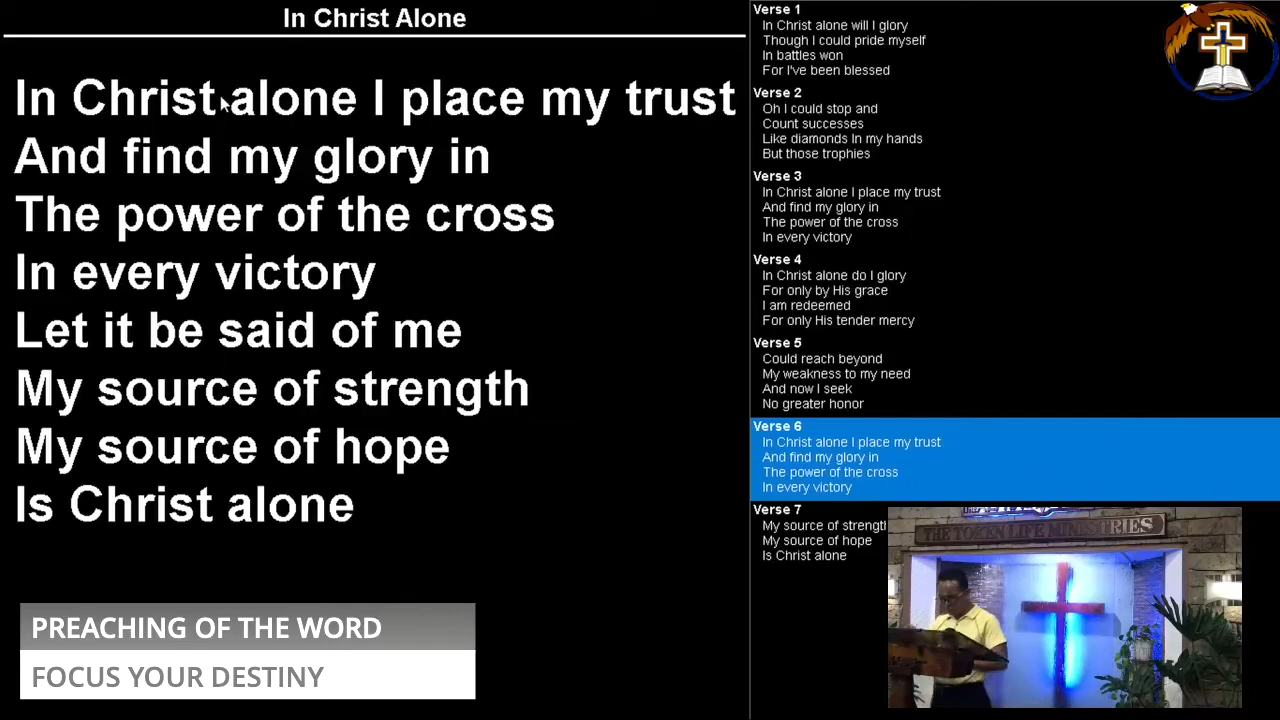 In Christ Alone
In Christ alone I place my trust
And find my glory in
The power of the cross
In every victory
Let it be said of me
My source of strength
My source of hope
Is Christ alone
PREACHING OF THE WORD
FOCUS YOUR DESTINY
Verse 1
In Christ alone will I glory
Though I could pride myself
In battles won
For I've been blessed
Verse 2
Oh I could stop and
Count successes
Like diamonds In my hands
But those trophies
Verse 3
In Christ alone I place my trust
And find my glory in
The power of the cross
In every victory
Verse 4
In Christ alone do I glory
For only by His grace
I am redeemed
For only His tender mercy
Verse 5
Could reach beyond
My weakness to my need
And now I seek
No greater honor
Verse 6
In Christ alone I place my trust
And find my glory in
The power of the cross
In every victory
Verse 7
My source of strength
My source of hope
Is Christ alone
THE TOKEN LIFE MINISTRIES